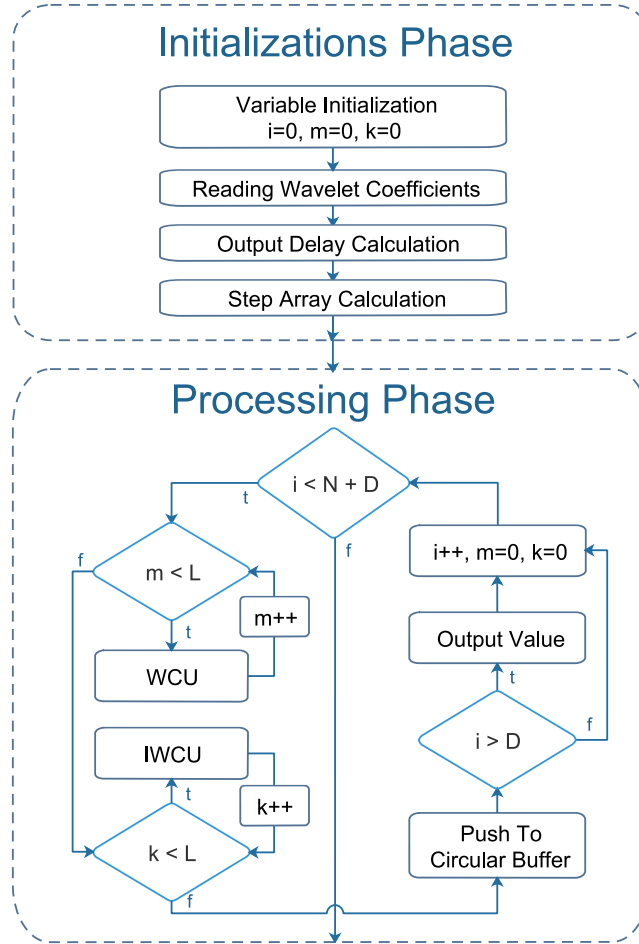 Initializations Phase
Variable Initialization
i=0, m=0, k=0
Reading Wavelet Coefficients
Output Delay Calculation
Step Array Calculation
Processing Phase
i < N + D
t
f
m < L
f
t
m++
WCU
IWCU
t
k++
k < L
f
i++, m=0, k=0
Output Value
t
i > D
f
Push To
Circular Buffer